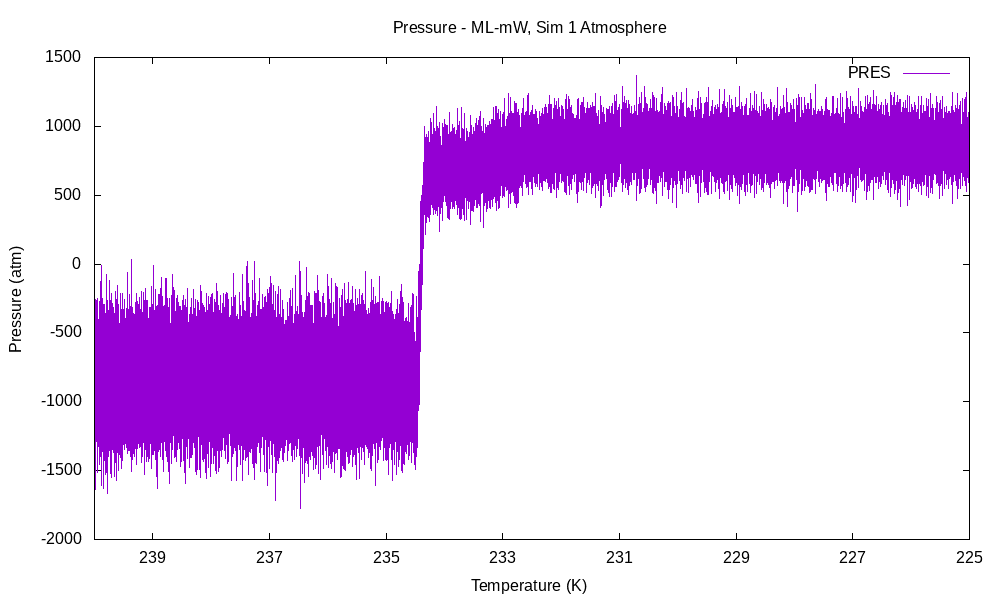 Pressure - ML-mW, Sim 1 Atmosphere
PRES
1500
1000
500
0
-500
-1000
-1500
-2000
Pressure (atm)
239 237 235 233 231 229 227 225
Temperature (K)